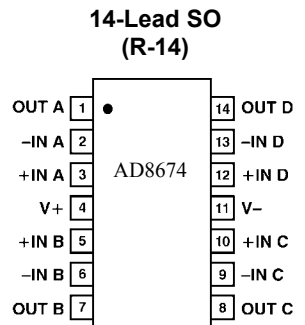 14-Lead SO
(R-14)
OUT A 1 14 OUT D
–IN A 2 13 –IN D
+IN A 3 AD8674 12 +IN D
V+ 4 11 V–
+IN B 5 10 +IN C
–IN B 6 9 –IN C
OUT B 7 8 OUT C